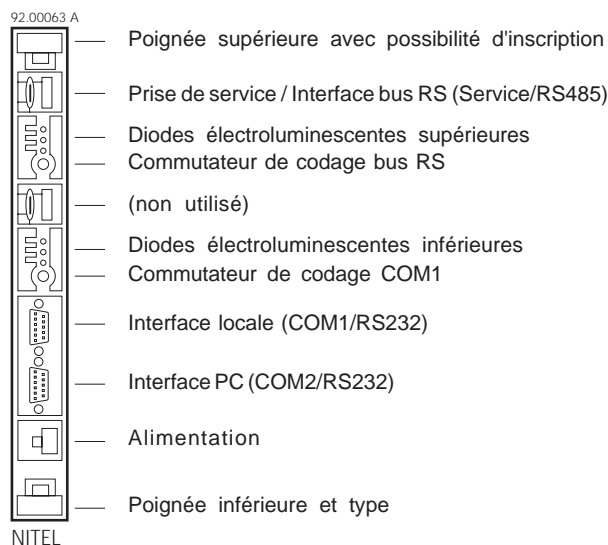 92.00063 A
Poignée supérieure avec possibilité d'inscription
Prise de service / Interface bus RS (Service/RS485)
Diodes électroluminescentes supérieures
Commutateur de codage bus RS
(non utilisé)
Diodes électroluminescentes inférieures
Commutateur de codage COM1
Interface locale (COM1/RS232)
Interface PC (COM2/RS232)
Alimentation
Poignée inférieure et type
NITEL